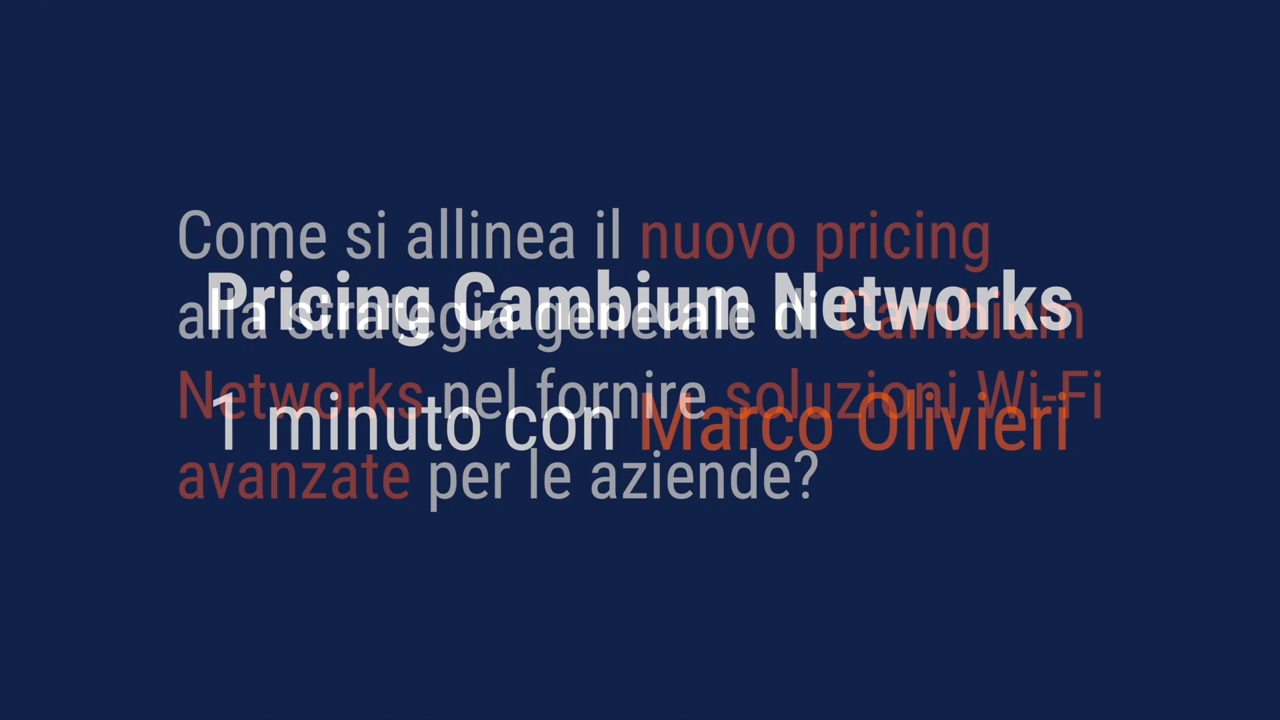 Come si allinea il nuovo pricing
Pricing Cambium Networks
alla strategia generale di Cambium
Networks nel fornire soluzioni Wi-Fi
1 minuto con Marco Olivieri
avanzate per le aziende?